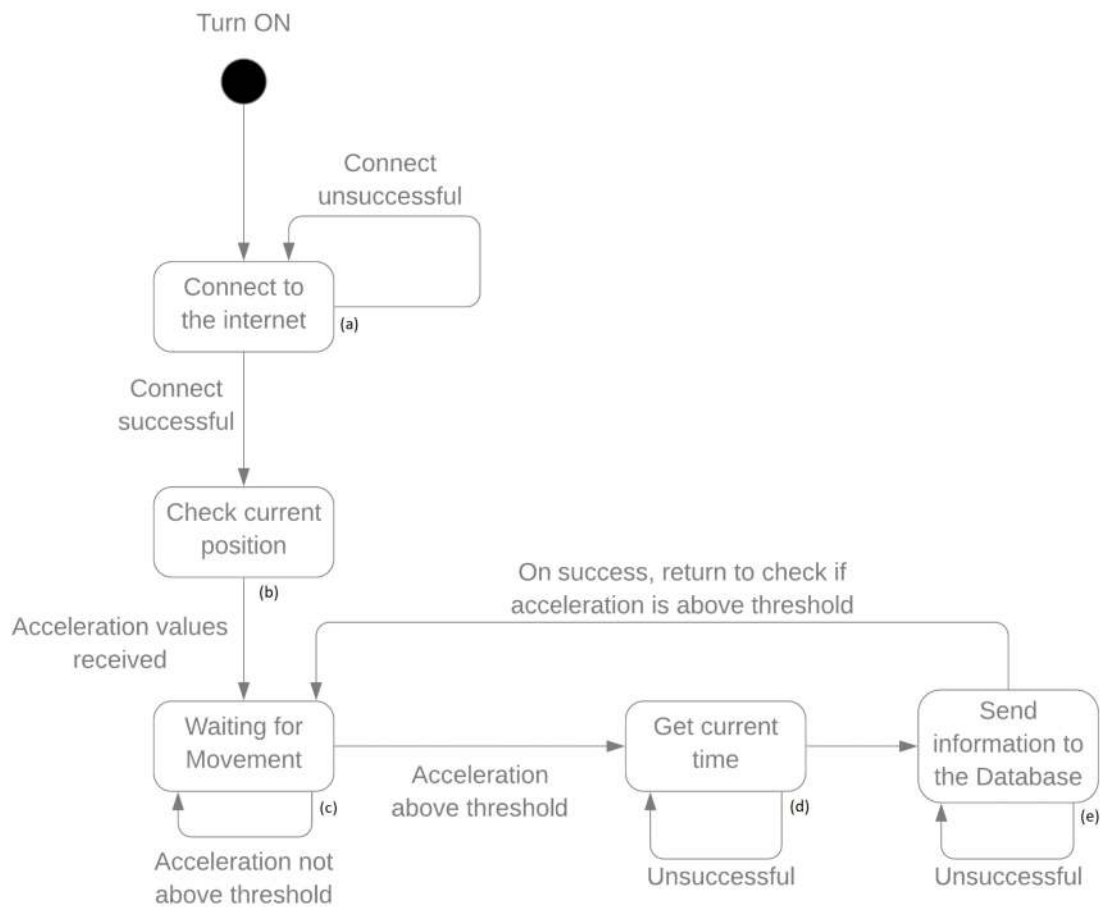 Turn ON
Connect
unsuccessful
Connect to
the internet
(a)
Connect
successful
Check current
position
(b)
On success, return to check if
acceleration is above threshold
Acceleration values
received
Waiting for
Movement
(c)
Acceleration
above threshold
Get current
time
(d)
Send
information to
the Database
(e)
Acceleration not
above threshold
Unsuccessful
Unsuccessful